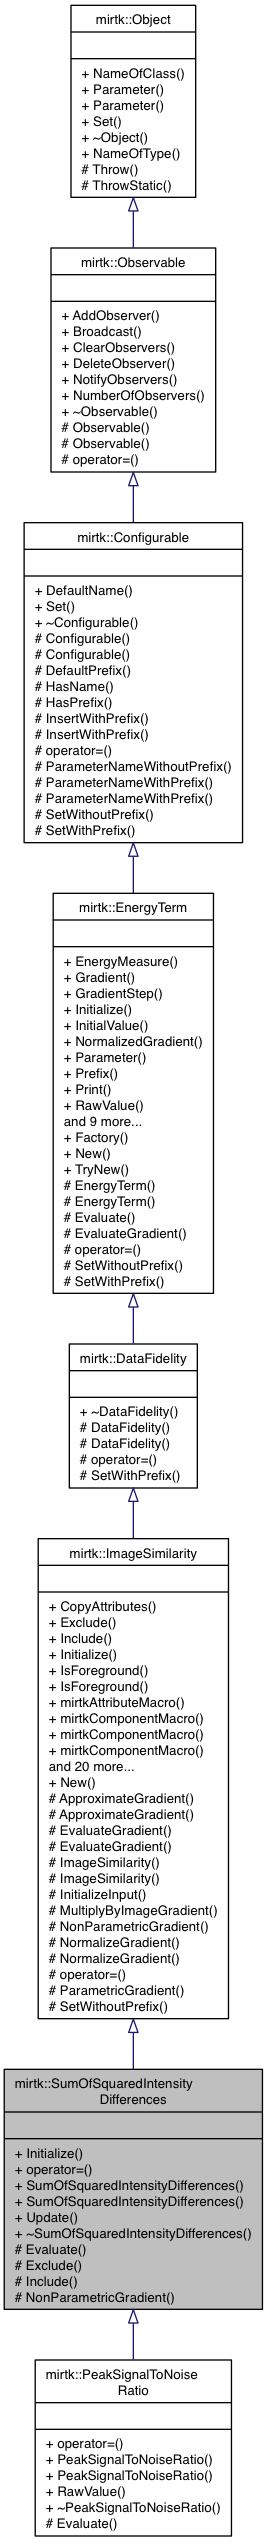 mirtk::Object
+ NameOfClass()
+ Parameter()
+ Parameter()
+ Set()
+ ~Object()
+ NameOfType()
# Throw()
# ThrowStatic()
mirtk::Observable
+ AddObserver()
+ Broadcast()
+ ClearObservers()
+ DeleteObserver()
+ NotifyObservers()
+ NumberOfObservers()
+ ~Observable()
# Observable()
# Observable()
# operator=()
mirtk::Configurable
+ DefaultName()
+ Set()
+ ~Configurable()
# Configurable()
# Configurable()
# DefaultPrefix()
# HasName()
# HasPrefix()
# InsertWithPrefix()
# InsertWithPrefix()
# operator=()
# ParameterNameWithoutPrefix()
# ParameterNameWithPrefix()
# ParameterNameWithPrefix()
# SetWithoutPrefix()
# SetWithPrefix()
mirtk::EnergyTerm
+ EnergyMeasure()
+ Gradient()
+ GradientStep()
+ Initialize()
+ InitialValue()
+ NormalizedGradient()
+ Parameter()
+ Prefix()
+ Print()
+ RawValue()
and 9 more...
+ Factory()
+ New()
+ TryNew()
# EnergyTerm()
# EnergyTerm()
# Evaluate()
# EvaluateGradient()
# operator=()
# SetWithoutPrefix()
# SetWithPrefix()
mirtk::DataFidelity
+ ~DataFidelity()
# DataFidelity()
# DataFidelity()
# operator=()
# SetWithPrefix()
mirtk::ImageSimilarity
+ CopyAttributes()
+ Exclude()
+ Include()
+ Initialize()
+ IsForeground()
+ IsForeground()
+ mirtkAttributeMacro()
+ mirtkComponentMacro()
+ mirtkComponentMacro()
+ mirtkComponentMacro()
and 20 more...
+ New()
# ApproximateGradient()
# ApproximateGradient()
# EvaluateGradient()
# EvaluateGradient()
# ImageSimilarity()
# ImageSimilarity()
# InitializeInput()
# MultiplyByImageGradient()
# NonParametricGradient()
# NormalizeGradient()
# NormalizeGradient()
# operator=()
# ParametricGradient()
# SetWithoutPrefix()
mirtk::SumOfSquaredIntensity
Differences
+ Initialize()
+ operator=()
+ SumOfSquaredIntensityDifferences()
+ SumOfSquaredIntensityDifferences()
+ Update()
+ ~SumOfSquaredIntensityDifferences()
# Evaluate()
# Exclude()
# Include()
# NonParametricGradient()
mirtk::PeakSignalToNoise
Ratio
+ operator=()
+ PeakSignalToNoiseRatio()
+ PeakSignalToNoiseRatio()
+ RawValue()
+ ~PeakSignalToNoiseRatio()
# Evaluate()